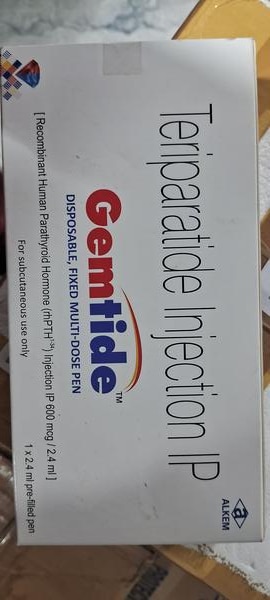 ALKEM
Teriparatide Injection IP
Gemtide™
DISPOSABLE, FIXED MULTI-DOSE PEN
[ Recombinant Human Parathyroid Hormone (rhPTH¹⁻³⁴) Injection IP 600 mcg / 2.4 ml ]
For subcutaneous use only
1 x 2.4 ml pre-filled pen